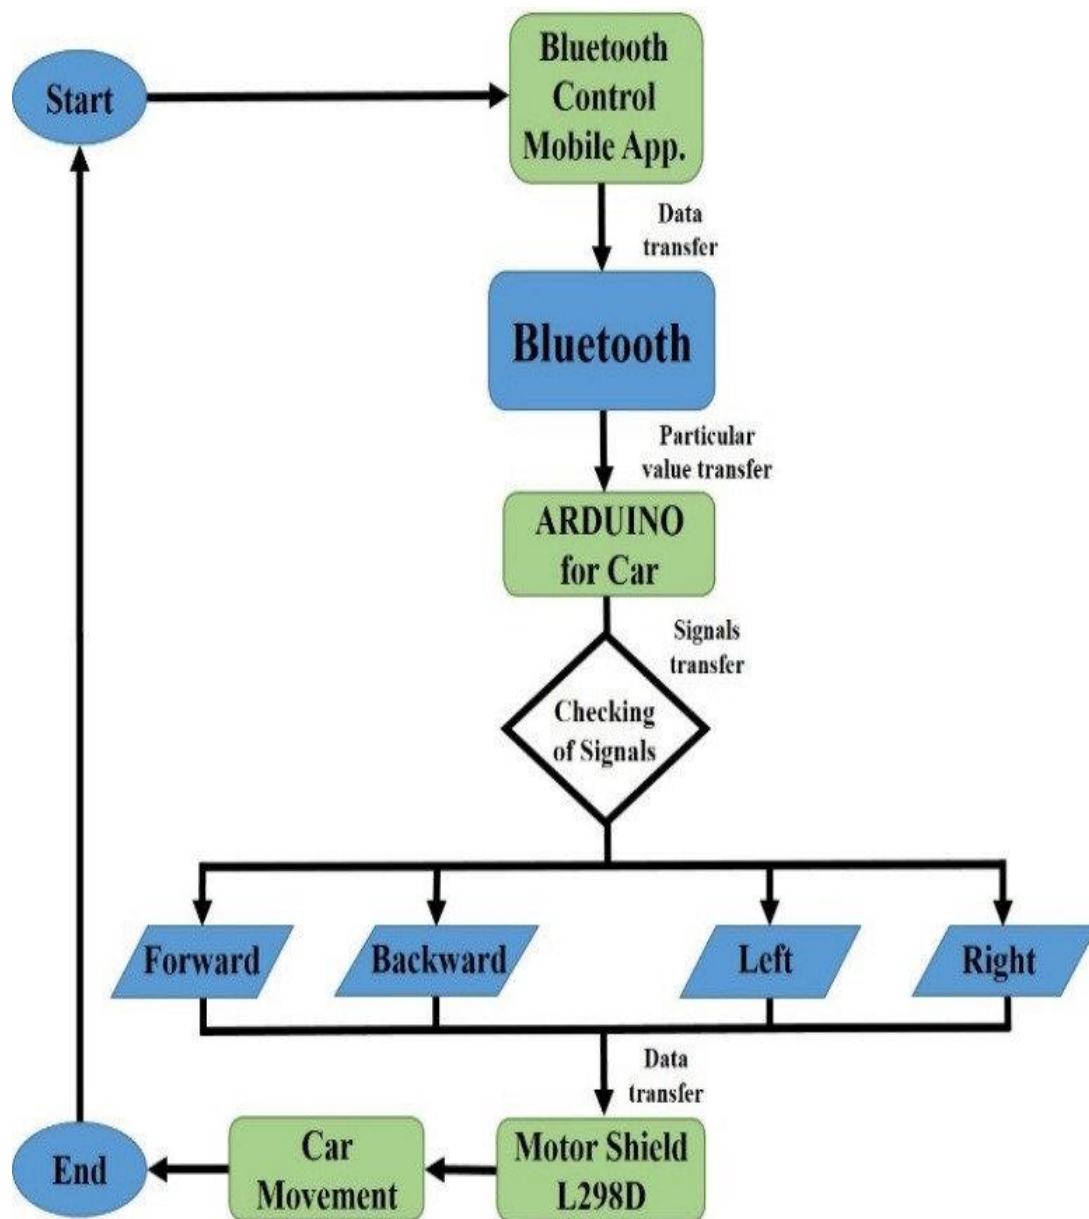 Start
Bluetooth
Control
Mobile App.
Data
transfer
Bluetooth
Particular
value transfer
ARDUINO
for Car
Signals
transfer
Checking
of Signals
Forward
Backward
Left
Right
Data
transfer
Motor Shield
L298D
Car
Movement
End